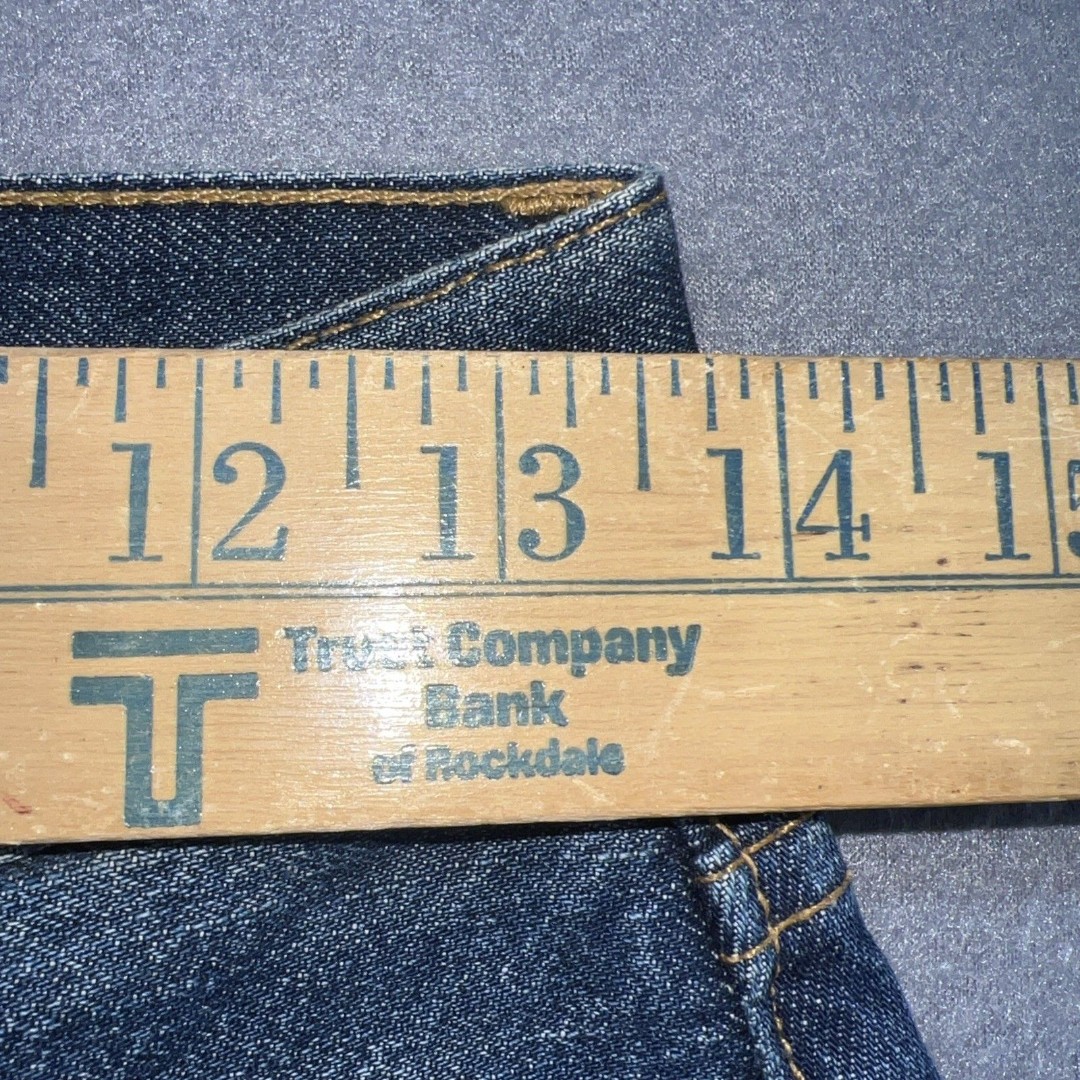 12 13 14 15
T Trust Company
Bank
of Rockdale